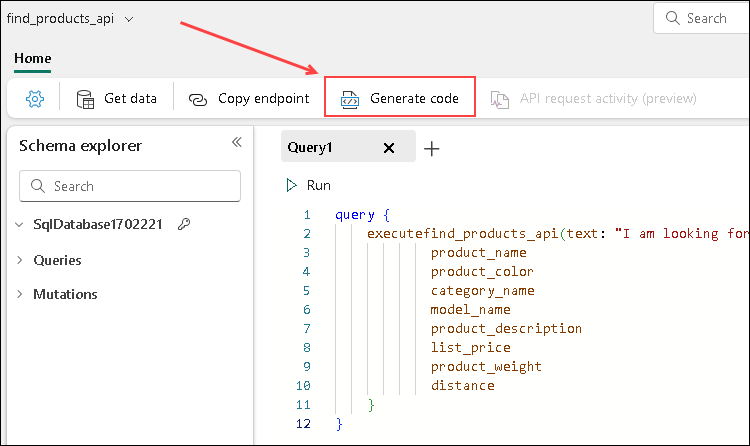 find_products_api
Search
Home
Get data
Copy endpoint
Generate code
API request activity (preview)
Schema explorer
Search
SqlDatabase1702221
Queries
Mutations
Query1
Run
1 query {
2 executefind_products_api(text: "I am looking for
3 product_name
4 product_color
5 category_name
6 model_name
7 product_description
8 list_price
9 product_weight
10 distance
11 }
12 }